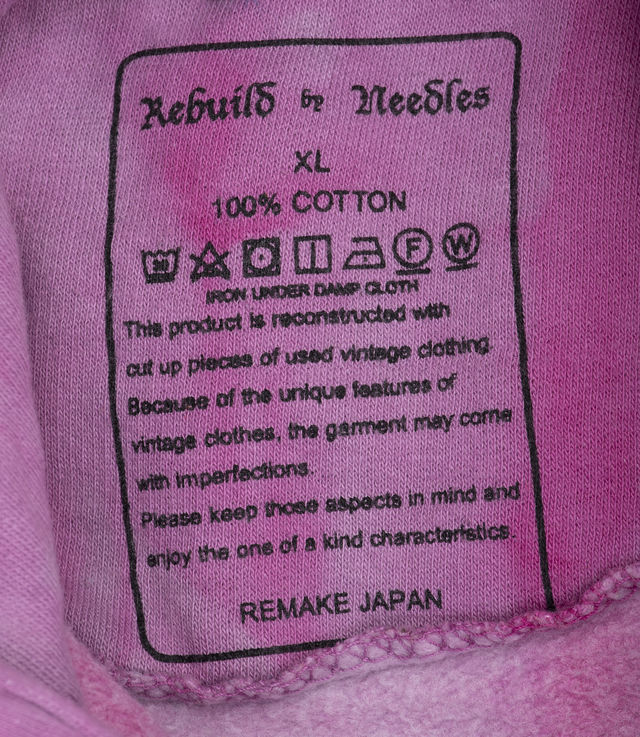 Rebuild by Needles
XL
100% COTTON
30 F W
IRON UNDER DAMP CLOTH
This product is reconstructed with
cut up pieces of used vintage clothing
Because of the unique features of
vintage clothes, the garment may come
with imperfections.
Please keep those aspects in mind and
enjoy the one of a kind characteristics.
REMAKE JAPAN